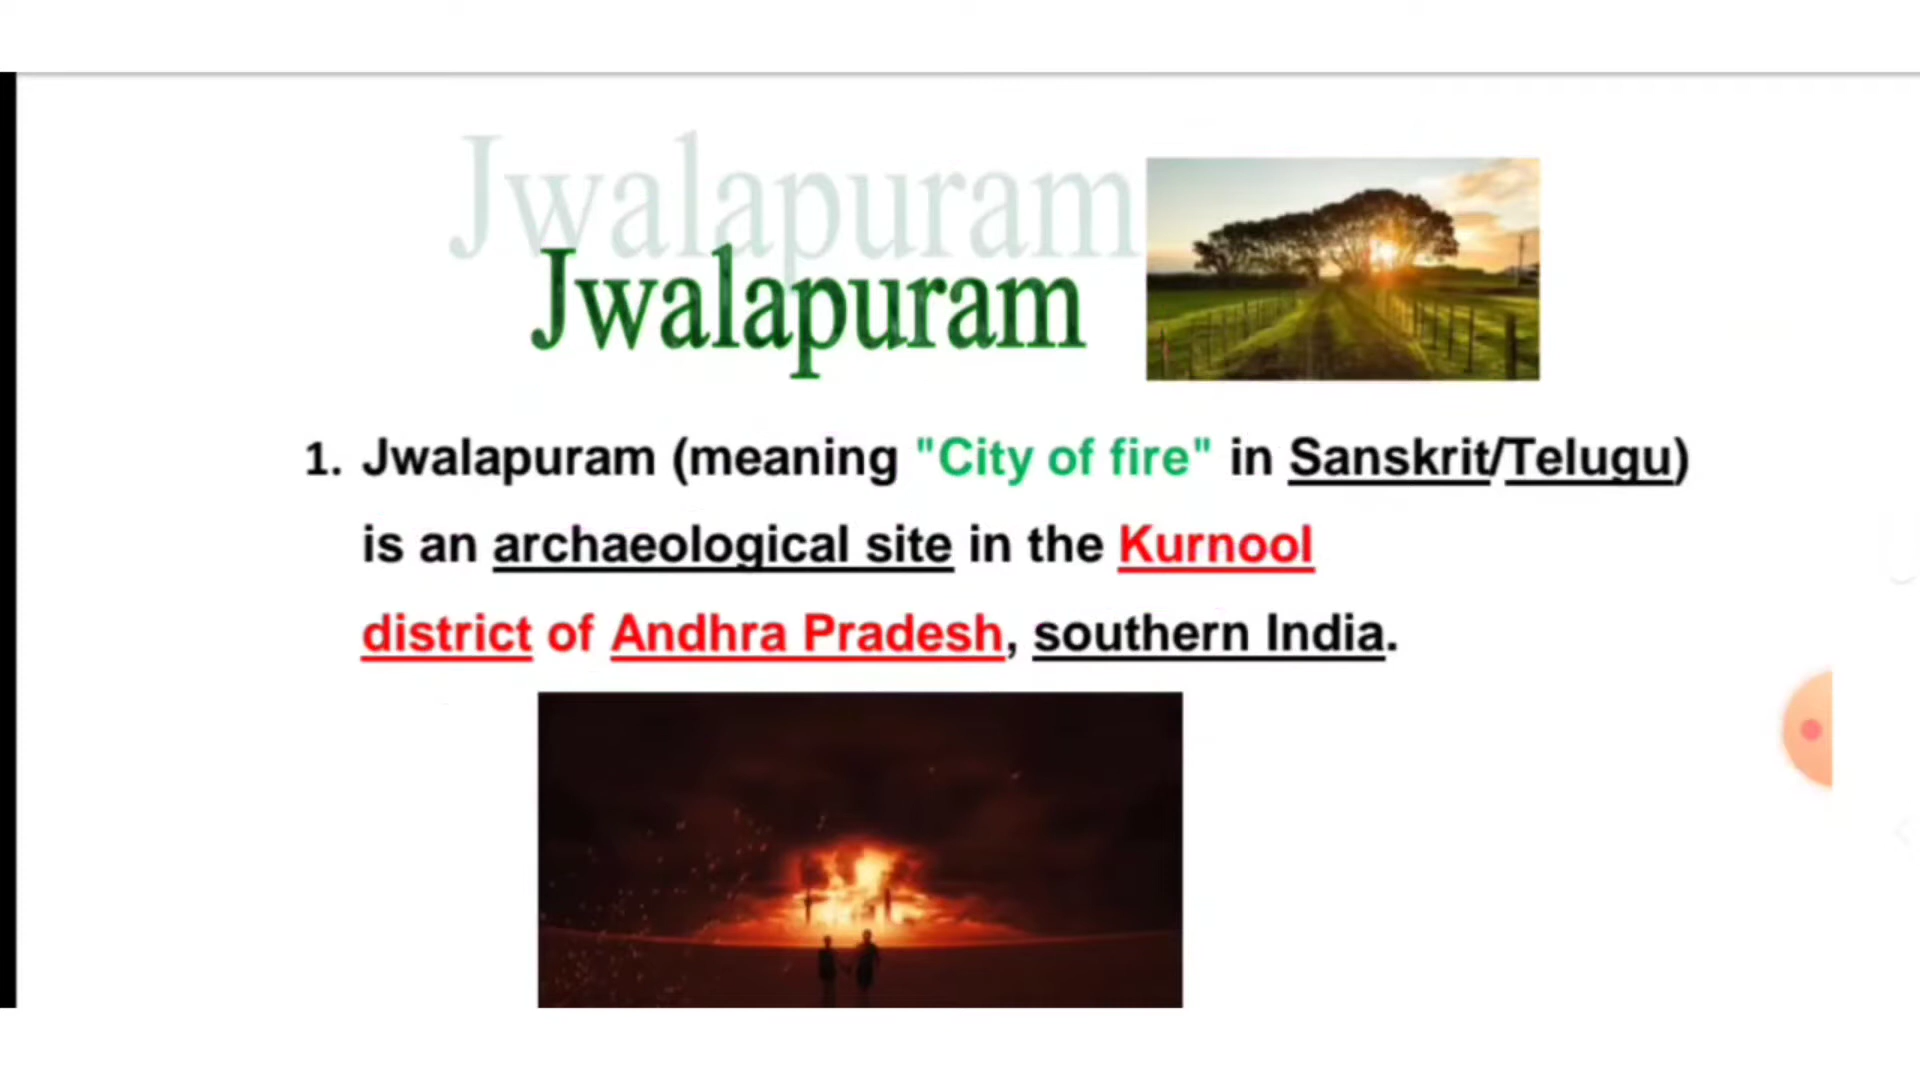 Jwalapuram
Jwalapuram
1. Jwalapuram (meaning "City of fire" in Sanskrit/Telugu)
is an archaeological site in the Kurnool
district of Andhra Pradesh, southern India.